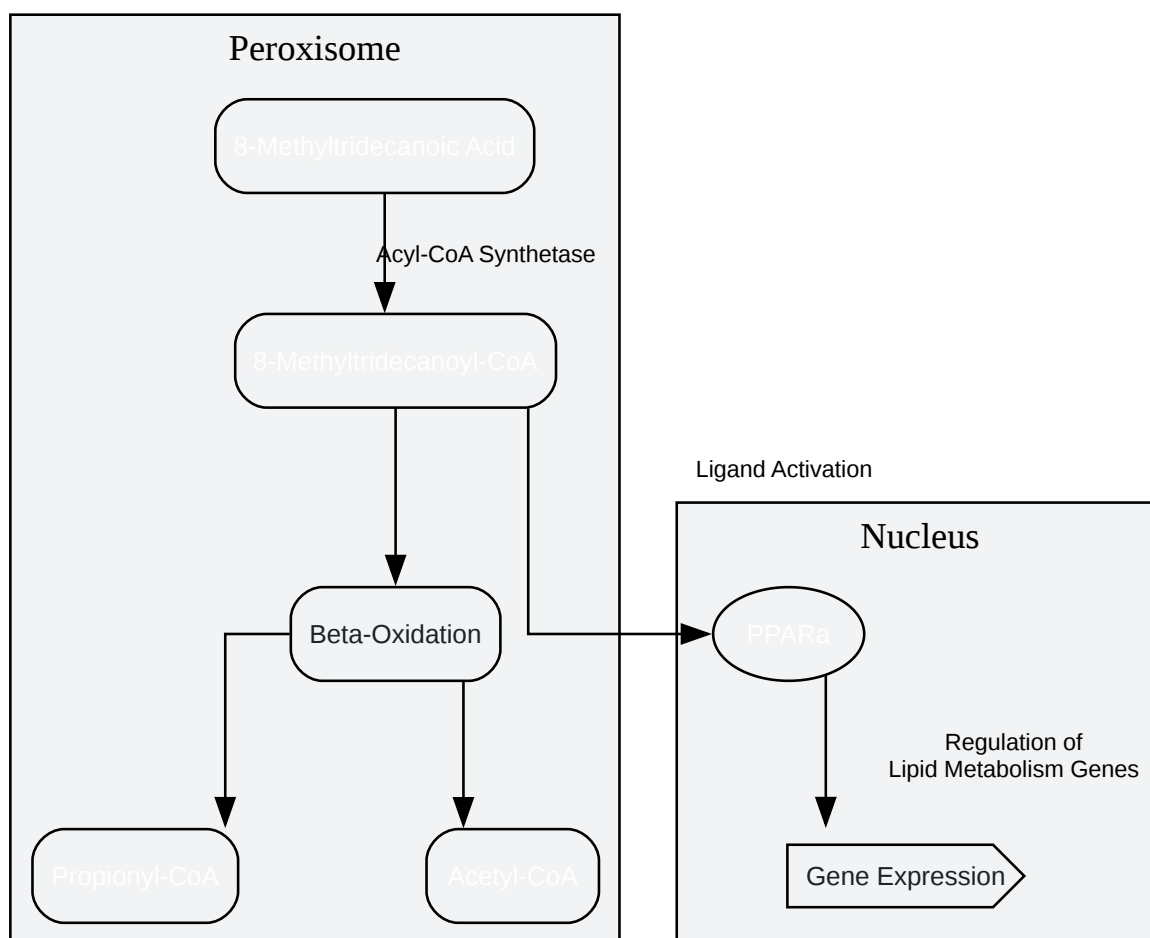 Peroxisome
8-Methyltridecanoic Acid
Acyl-CoA Synthetase
8-Methyltridecanoyl-CoA
Ligand Activation
Nucleus
Beta-Oxidation
PPARa
Regulation of
Lipid Metabolism Genes
Propionyl-CoA
Acetyl-CoA
Gene Expression